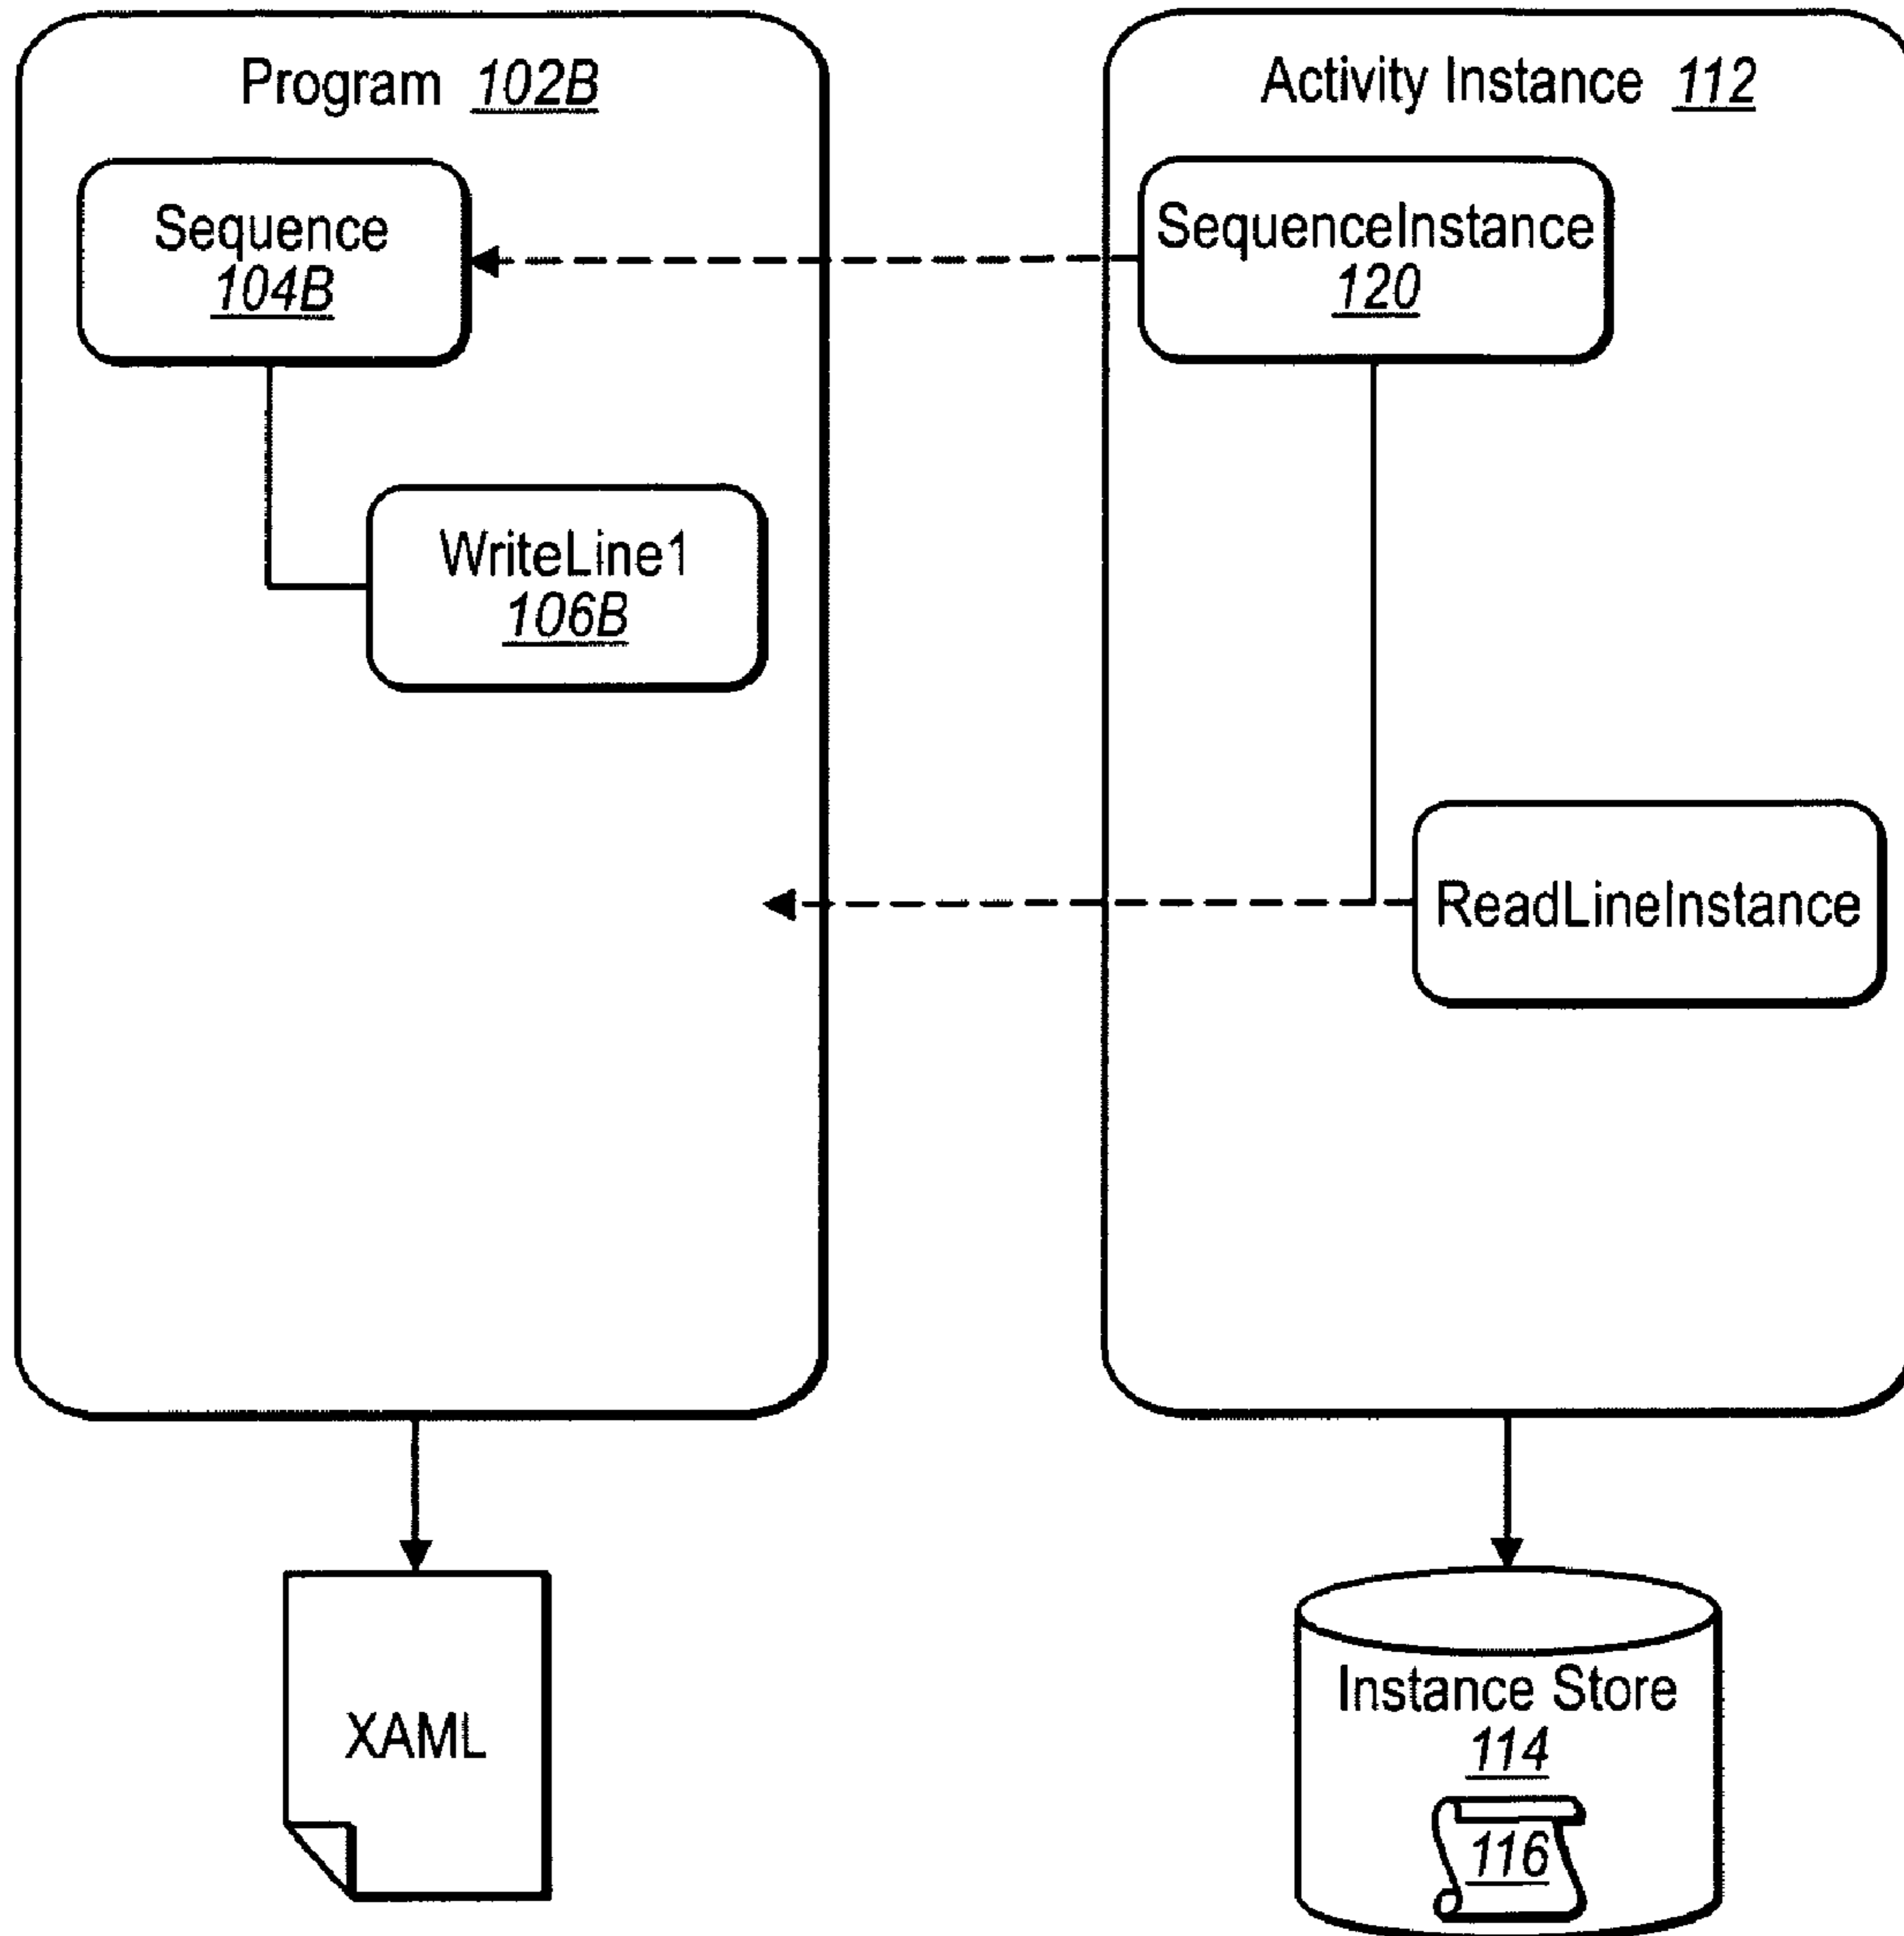 Program 102B
Sequence
104B
WriteLine1
106B
XAML
Activity Instance 112
SequenceInstance
120
ReadLineInstance
Instance Store
114
116